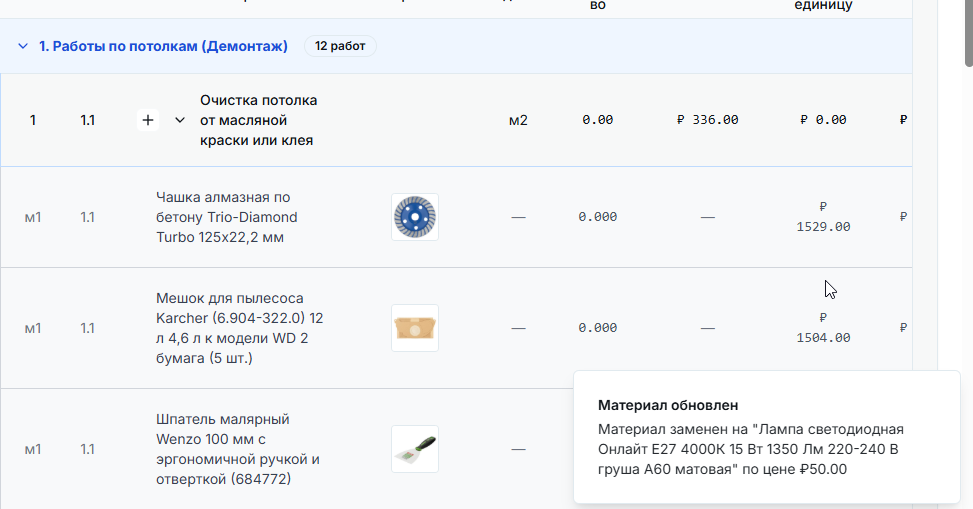 во
единицу
1. Работы по потолкам (Демонтаж) 12 работ
1 1.1 + Очистка потолка от масляной краски или клея м2 0.00 ₽ 336.00 ₽ 0.00 ₽
м1 1.1 Чашка алмазная по бетону Trio-Diamond Turbo 125x22,2 мм — 0.000 — ₽ 1529.00 ₽
м1 1.1 Мешок для пылесоса Karcher (6.904-322.0) 12 л 4,6 л к модели WD 2 бумага (5 шт.) — 0.000 — ₽ 1504.00 ₽
м1 1.1 Шпатель малярный Wenzo 100 мм с эргономичной ручкой и отверткой (684772) —
Материал обновлен
Материал заменен на "Лампа светодиодная
Онлайт E27 4000К 15 Вт 1350 Лм 220-240 В
груша А60 матовая" по цене ₽50.00